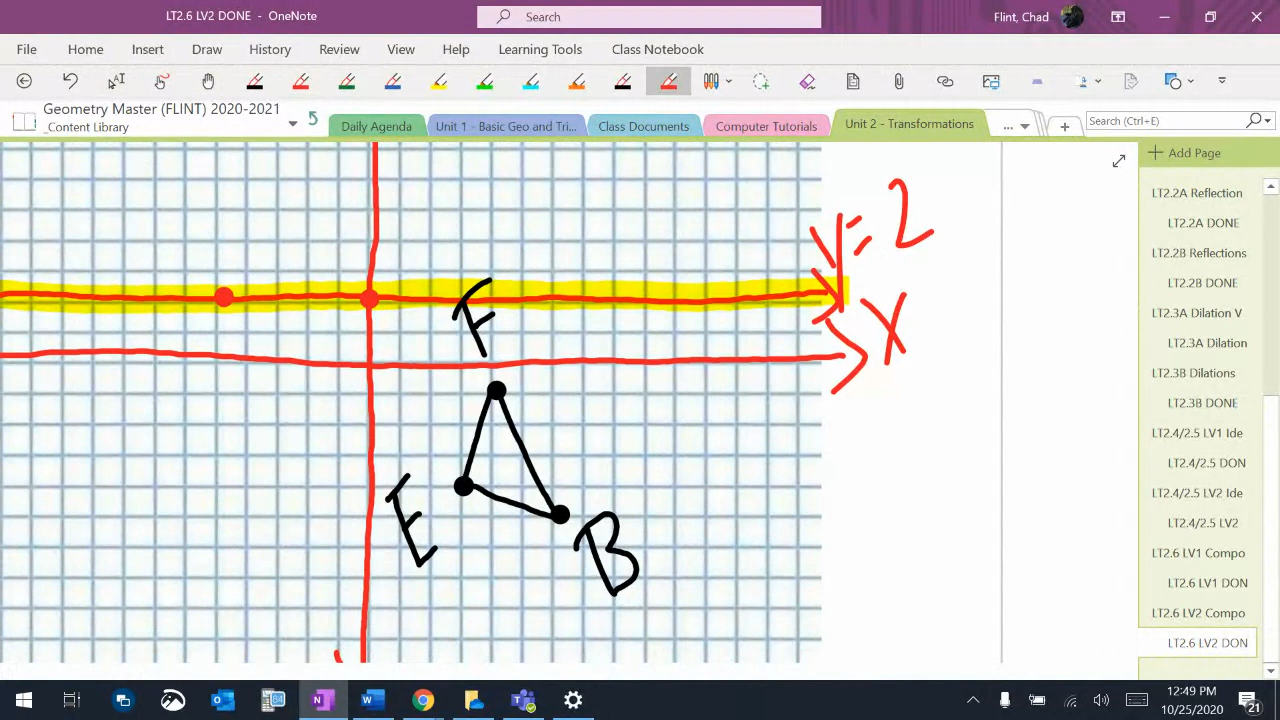 LT2.6 LV2 DONE - OneNote
Search
Flint, Chad
File Home Insert Draw History Review View Help Learning Tools Class Notebook
Geometry Master (FLINT) 2020-2021
_Content Library
Daily Agenda
Unit 1 - Basic Geo and Tri...
Class Documents
Computer Tutorials
Unit 2 - Transformations
...
Search (Ctrl+E)
Add Page
LT2.2A Reflection
LT2.2A DONE
LT2.2B Reflections
LT2.2B DONE
LT2.3A Dilation V
LT2.3A Dilation
LT2.3B Dilations
LT2.3B DONE
LT2.4/2.5 LV1 Ide
LT2.4/2.5 DON
LT2.4/2.5 LV2 Ide
LT2.4/2.5 LV2
LT2.6 LV1 Compo
LT2.6 LV1 DON
LT2.6 LV2 Compo
LT2.6 LV2 DON
y=2
X
F
E
B
12:49 PM
10/25/2020
21